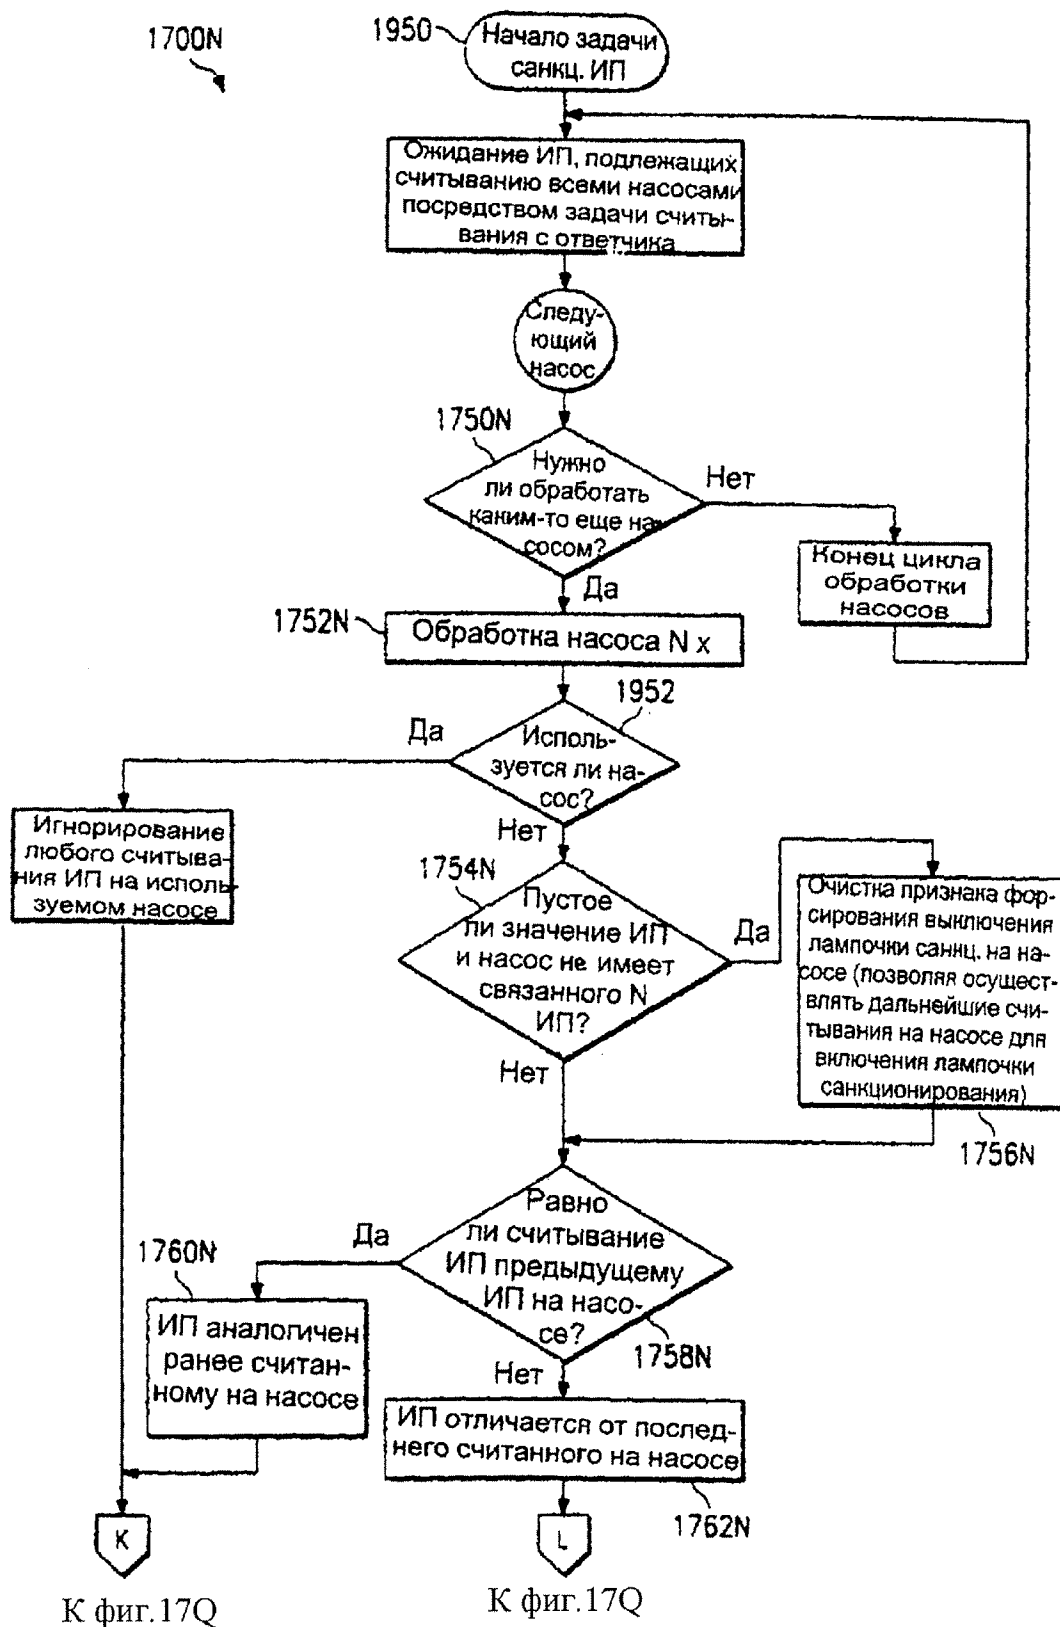 1700N
1950
Начало задачи
санкц. ИП
Ожидание ИП, подлежащих
считыванию всеми насосами
посредством задачи считы-
вания с ответчика
Следу-
ющий
насос
1750N
Нужно
ли обработать
каким-то еще на-
сосом?
Нет
Да
Конец цикла
обработки
насосов
1752N
Обработка насоса N x
1952
Исполь-
зуется ли на-
сос?
Да
Нет
Игнорирование
любого считыва-
ния ИП на исполь-
зуемом насосе
1754N
Пустое
ли значение ИП
и насос не имеет
связанного N
ИП?
Да
Нет
Очистка признака фор-
сирования выключения
лампочки санкц. на на-
сосе (позволяя осущест-
влять дальнейшие счи-
тывания на насосе для
включения лампочки
санкционирования)
1756N
Равно
ли считывание
ИП предыдущему
ИП на насо-
се?
Да
1758N
Нет
1760N
ИП аналогичен
ранее считан-
ному на насосе
ИП отличается от послед-
него считанного на насосе
1762N
K
L
К фиг.17Q
К фиг.17Q